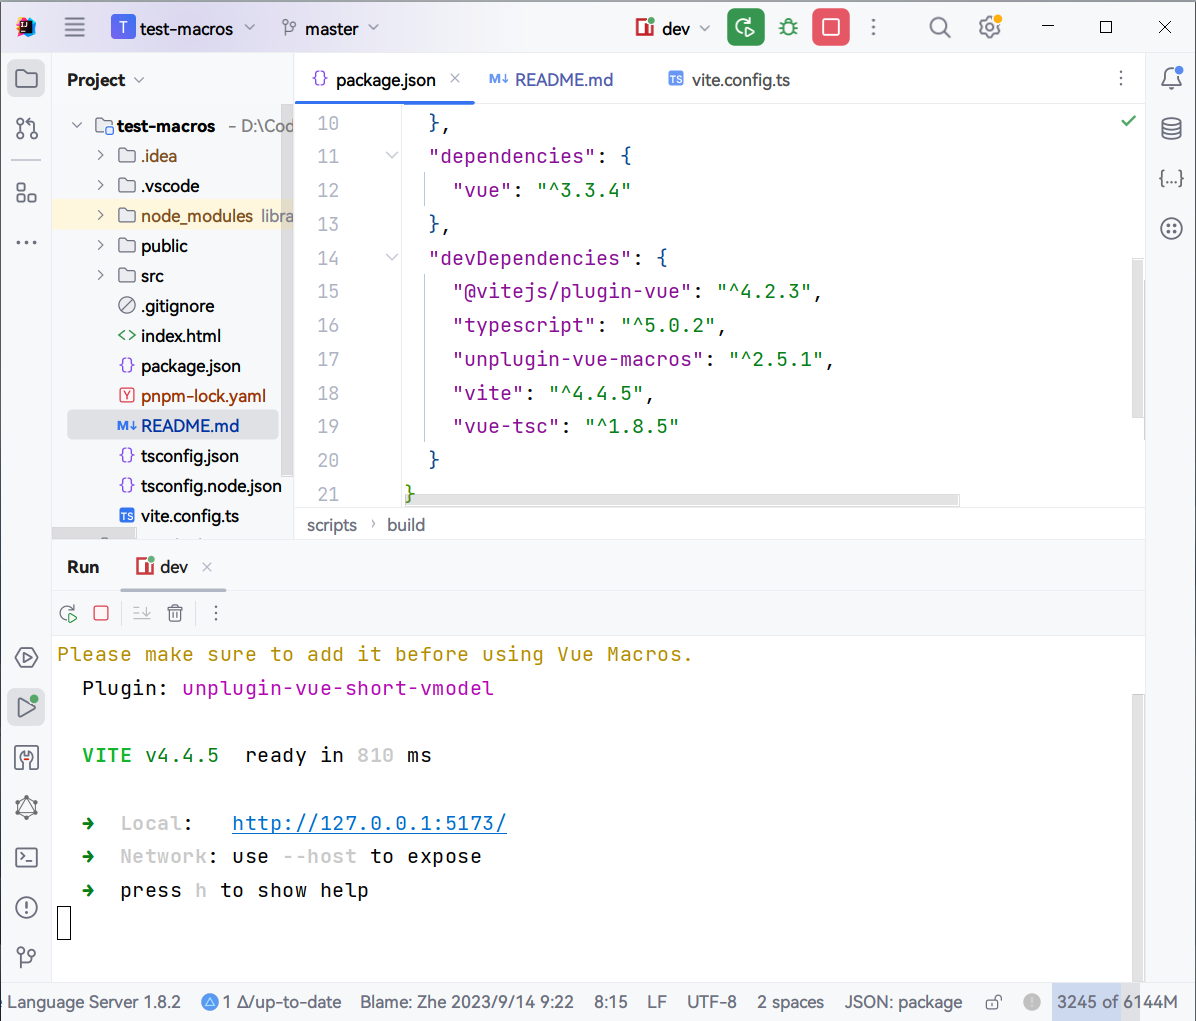 T test-macros master dev
Project
package.json README.md TS vite.config.ts
test-macros – D:\Cod
.idea
.vscode
node_modules libra
public
src
.gitignore
index.html
package.json
Y pnpm-lock.yaml
M↓ README.md
tsconfig.json
tsconfig.node.json
TS vite.config.ts
10 },
11 "dependencies": {
12 "vue": "^3.3.4"
13 },
14 "devDependencies": {
15 "@vitejs/plugin-vue": "^4.2.3",
16 "typescript": "^5.0.2",
17 "unplugin-vue-macros": "^2.5.1",
18 "vite": "^4.4.5",
19 "vue-tsc": "^1.8.5"
20 }
21 }
scripts › build
Run dev
Please make sure to add it before using Vue Macros.
Plugin: unplugin-vue-short-vmodel
VITE v4.4.5 ready in 810 ms
➜ Local: http://127.0.0.1:5173/
➜ Network: use --host to expose
➜ press h to show help
Language Server 1.8.2 1 Δ/up-to-date Blame: Zhe 2023/9/14 9:22 8:15 LF UTF-8 2 spaces JSON: package 3245 of 6144M